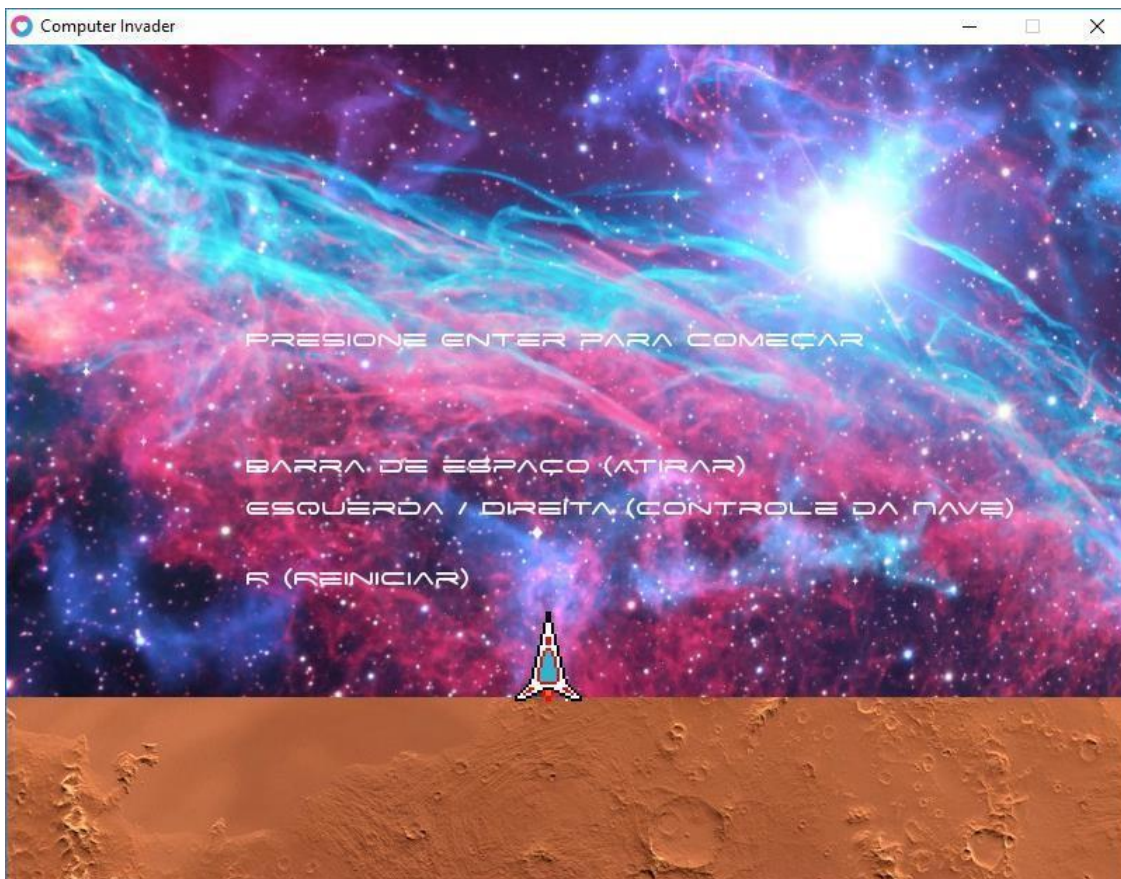 Computer Invader
PRESIONE ENTER PARA COMEÇAR
BARRA DE ESPAÇO (ATIRAR)
ESQUERDA / DIREITA (CONTROLE DA NAVE)
R (REINICIAR)